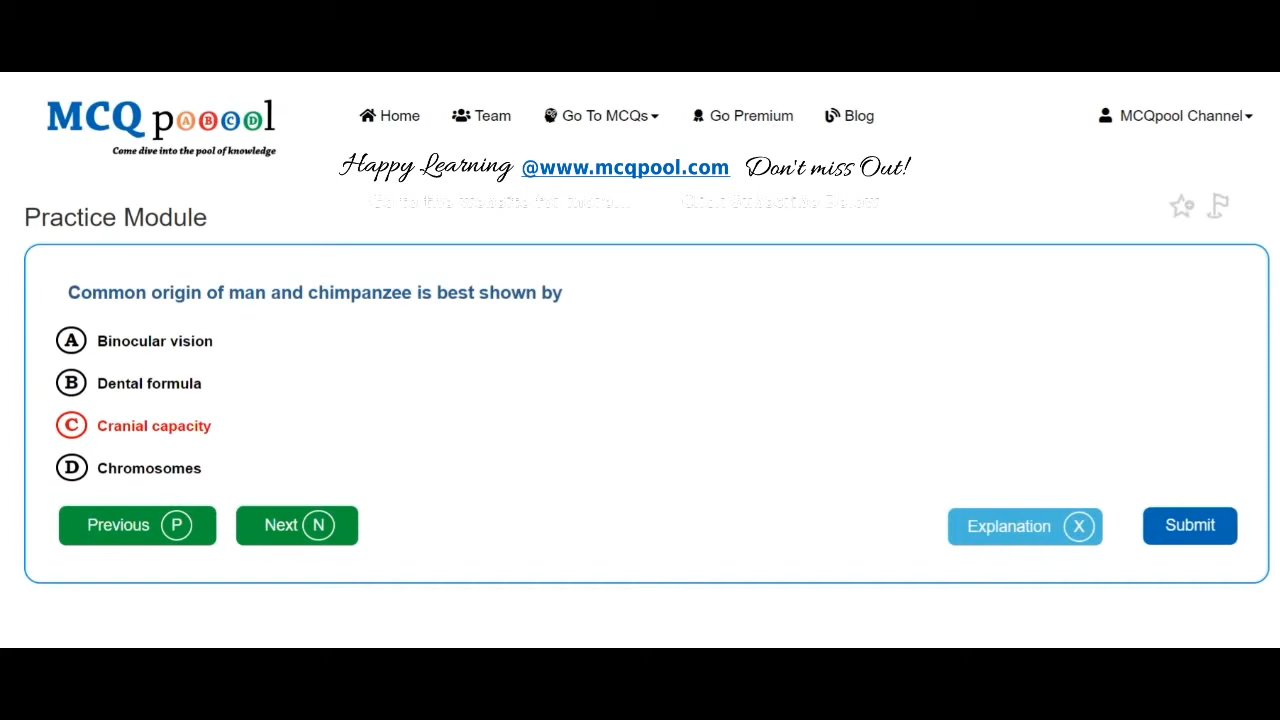 MCQ pooool
Come dive into the pool of knowledge
Home Team Go To MCQs Go Premium Blog MCQpool Channel
Happy Learning @www.mcqpool.com Don't miss Out!
Practice Module
Common origin of man and chimpanzee is best shown by
A Binocular vision
B Dental formula
C Cranial capacity
D Chromosomes
Previous P Next N Explanation X Submit